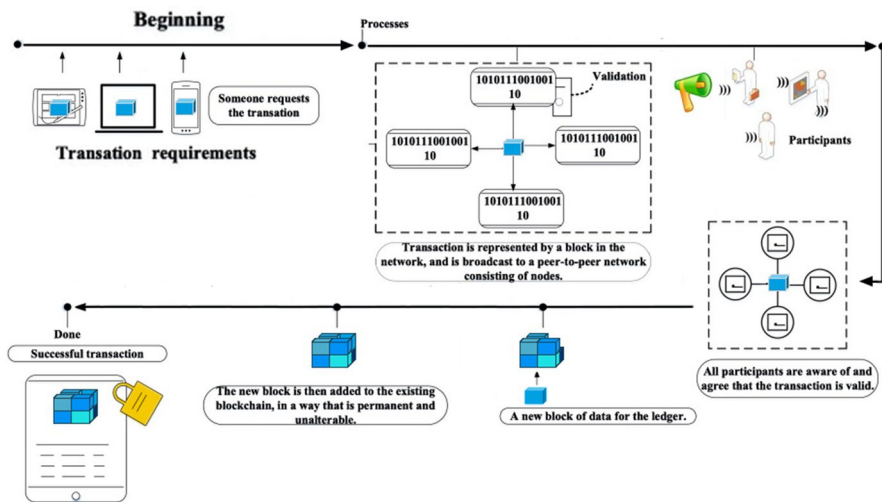 Beginning
Processes
Someone requests
the transation
Transation requirements
1010111001001
10
Validation
1010111001001
10
1010111001001
10
1010111001001
10
Participants
Transaction is represented by a block in the
network, and is broadcast to a peer-to-peer network
consisting of nodes.
All participants are aware of and
agree that the transaction is valid.
A new block of data for the ledger.
The new block is then added to the existing
blockchain, in a way that is permanent and
unalterable.
Done
Successful transaction